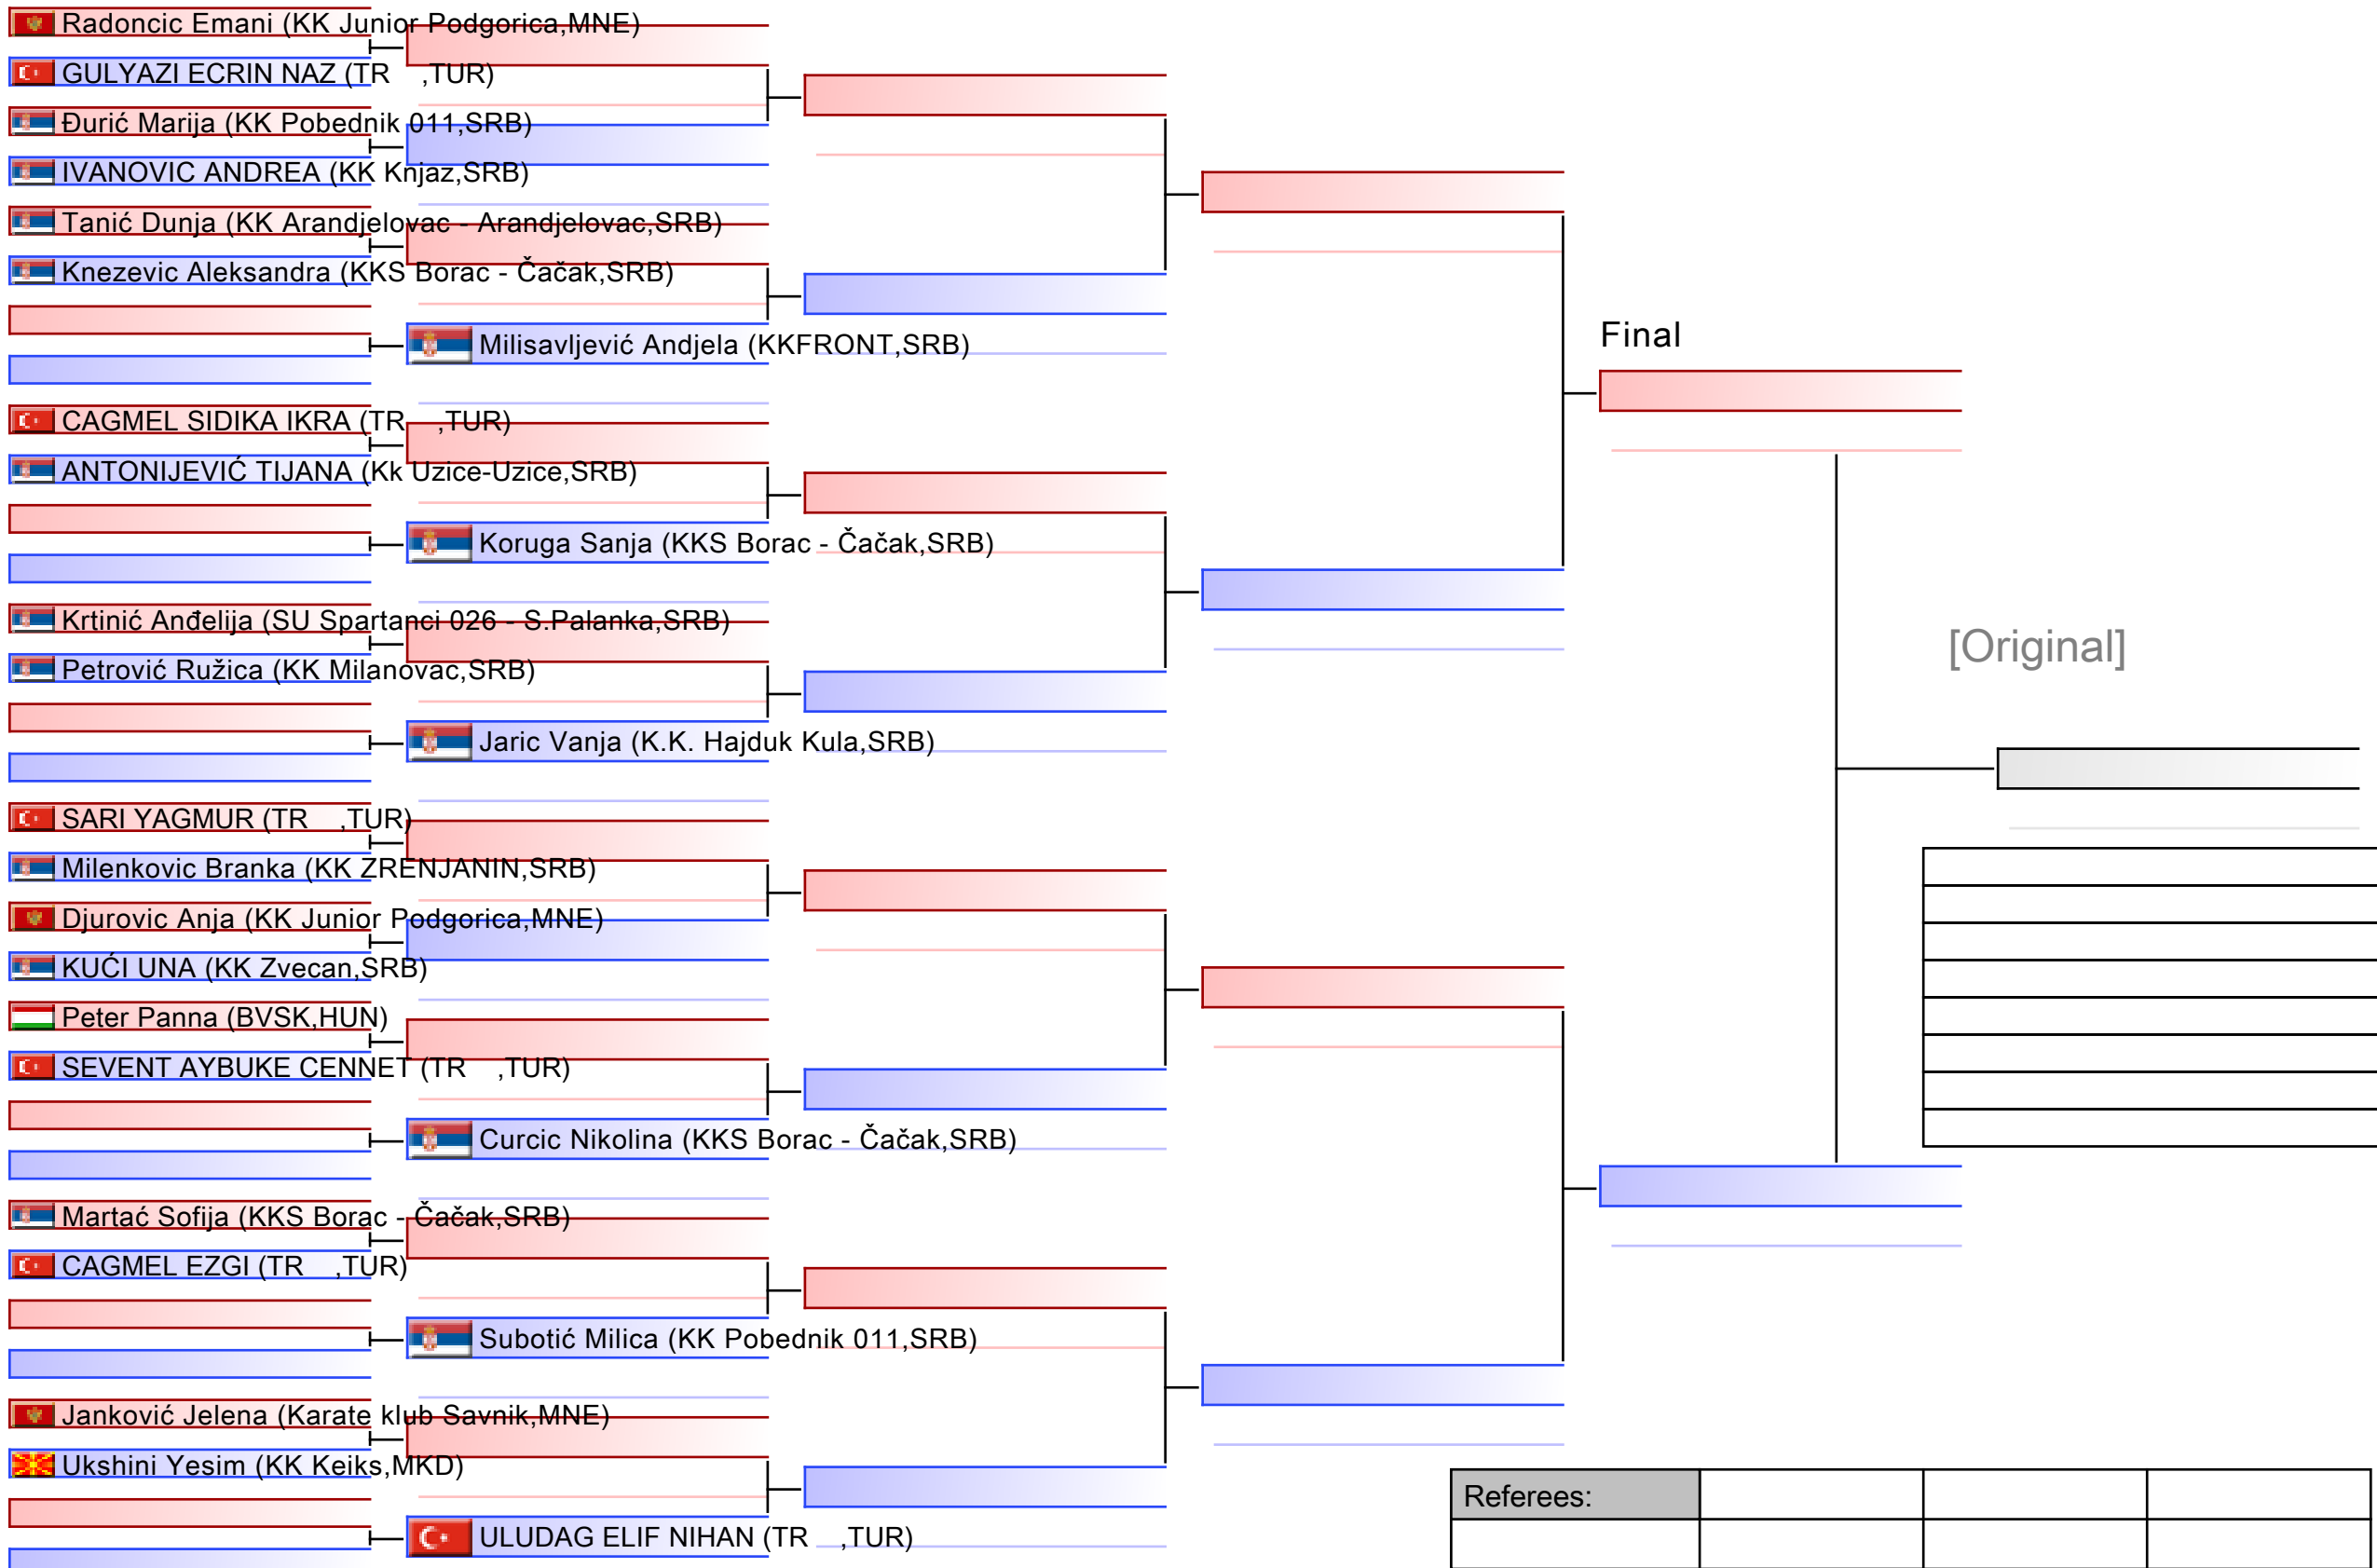 Radoncic Emani (KK Junior Podgorica,MNE)
GULYAZI ECRIN NAZ (TR    ,TUR)
Đurić Marija (KK Pobednik 011,SRB)
IVANOVIC ANDREA (KK Knjaz,SRB)
Tanić Dunja (KK Arandjelovac - Arandjelovac,SRB)
Knezevic Aleksandra (KKS Borac - Čačak,SRB)
Milisavljević Andjela (KKFRONT,SRB)
Final
CAGMEL SIDIKA IKRA (TR    ,TUR)
ANTONIJEVIĆ TIJANA (Kk Uzice-Uzice,SRB)
Koruga Sanja (KKS Borac - Čačak,SRB)
Krtinić Anđelija (SU Spartanci 026 - S.Palanka,SRB)
[Original]
Petrović Ružica (KK Milanovac,SRB)
Jaric Vanja (K.K. Hajduk Kula,SRB)
SARI YAGMUR (TR    ,TUR)
Milenkovic Branka (KK ZRENJANIN,SRB)
Djurovic Anja (KK Junior Podgorica,MNE)
KUĆI UNA (KK Zvecan,SRB)
Peter Panna (BVSK,HUN)
SEVENT AYBUKE CENNET (TR    ,TUR)
Curcic Nikolina (KKS Borac - Čačak,SRB)
Martać Sofija (KKS Borac - Čačak,SRB)
CAGMEL EZGI (TR    ,TUR)
Subotić Milica (KK Pobednik 011,SRB)
Janković Jelena (Karate klub Savnik,MNE)
Ukshini Yesim (KK Keiks,MKD)
Referees:
ULUDAG ELIF NIHAN (TR    ,TUR)